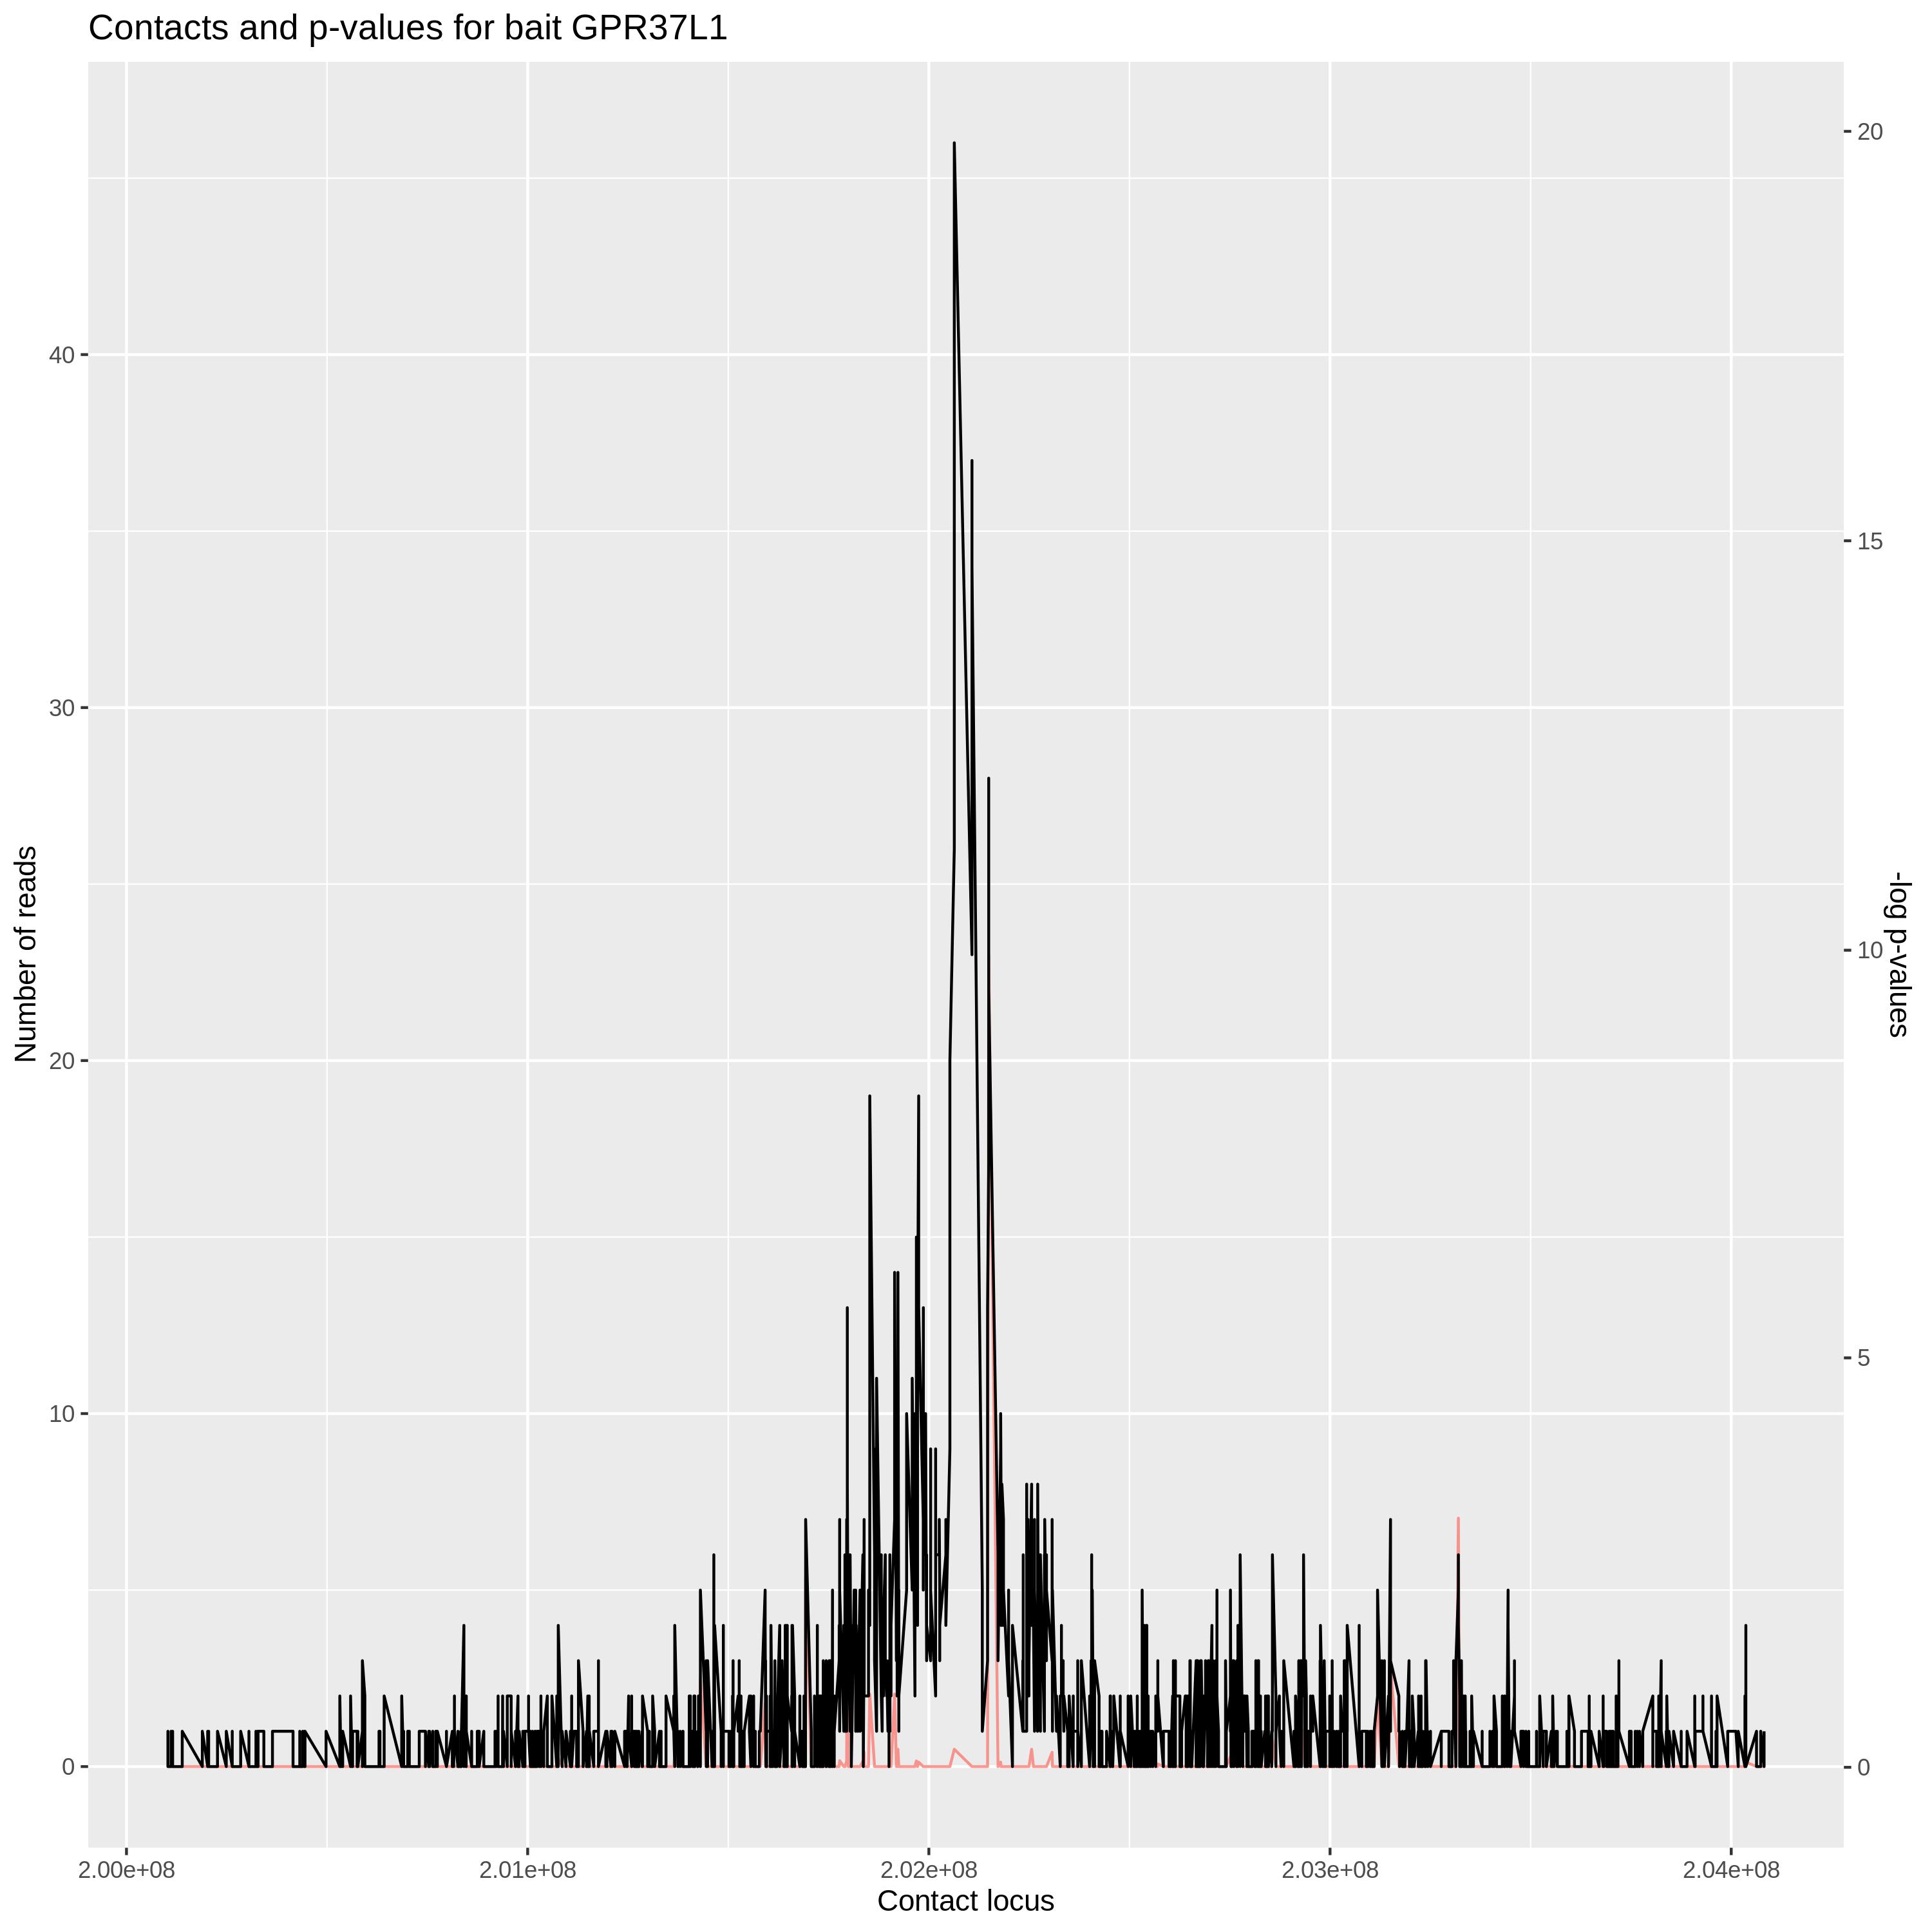 Contacts and p-values for bait GPR37L1
Number of reads
40
30
20
10
0
20
15
10
5
0
-log p-values
2.00e+08
2.01e+08
2.02e+08
2.03e+08
2.04e+08
Contact locus